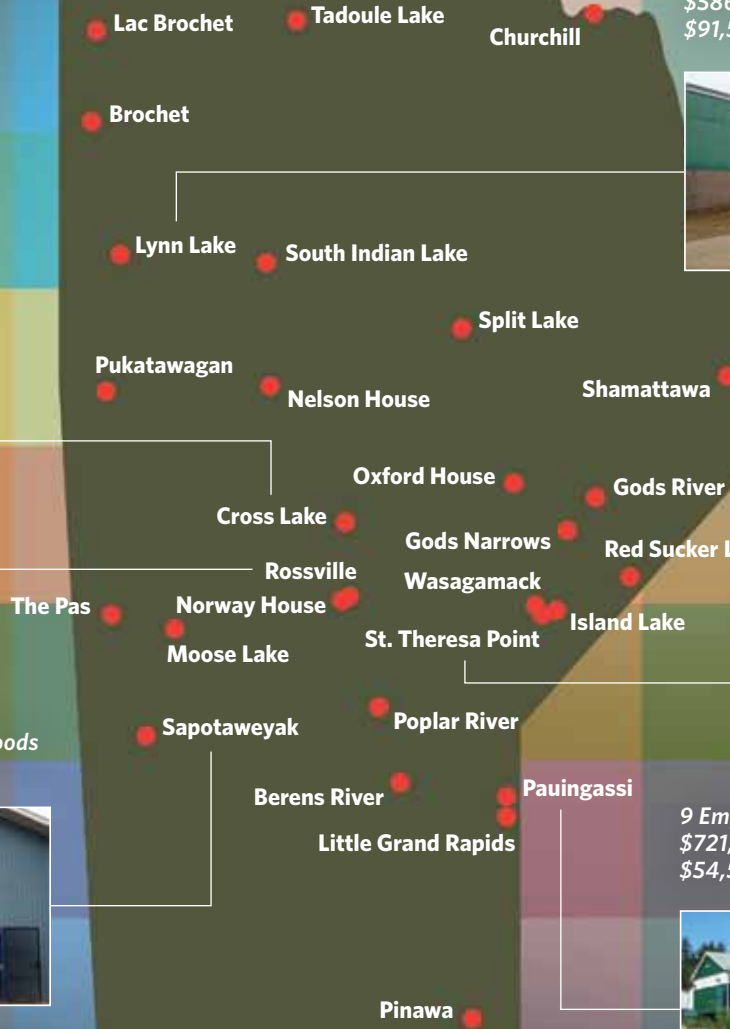 Lac Brochet
Tadoule Lake
Churchill
Brochet
Lynn Lake
South Indian Lake
Split Lake
Pukatawagan
Nelson House
Shamattawa
Oxford House
Gods River
Cross Lake
Gods Narrows
Red Sucker
Rossville
Wasagamack
The Pas
Norway House
Island Lake
St. Theresa Point
Moose Lake
Poplar River
Sapotaweyak
Berens River
Pauingassi
Little Grand Rapids
9
Pinawa